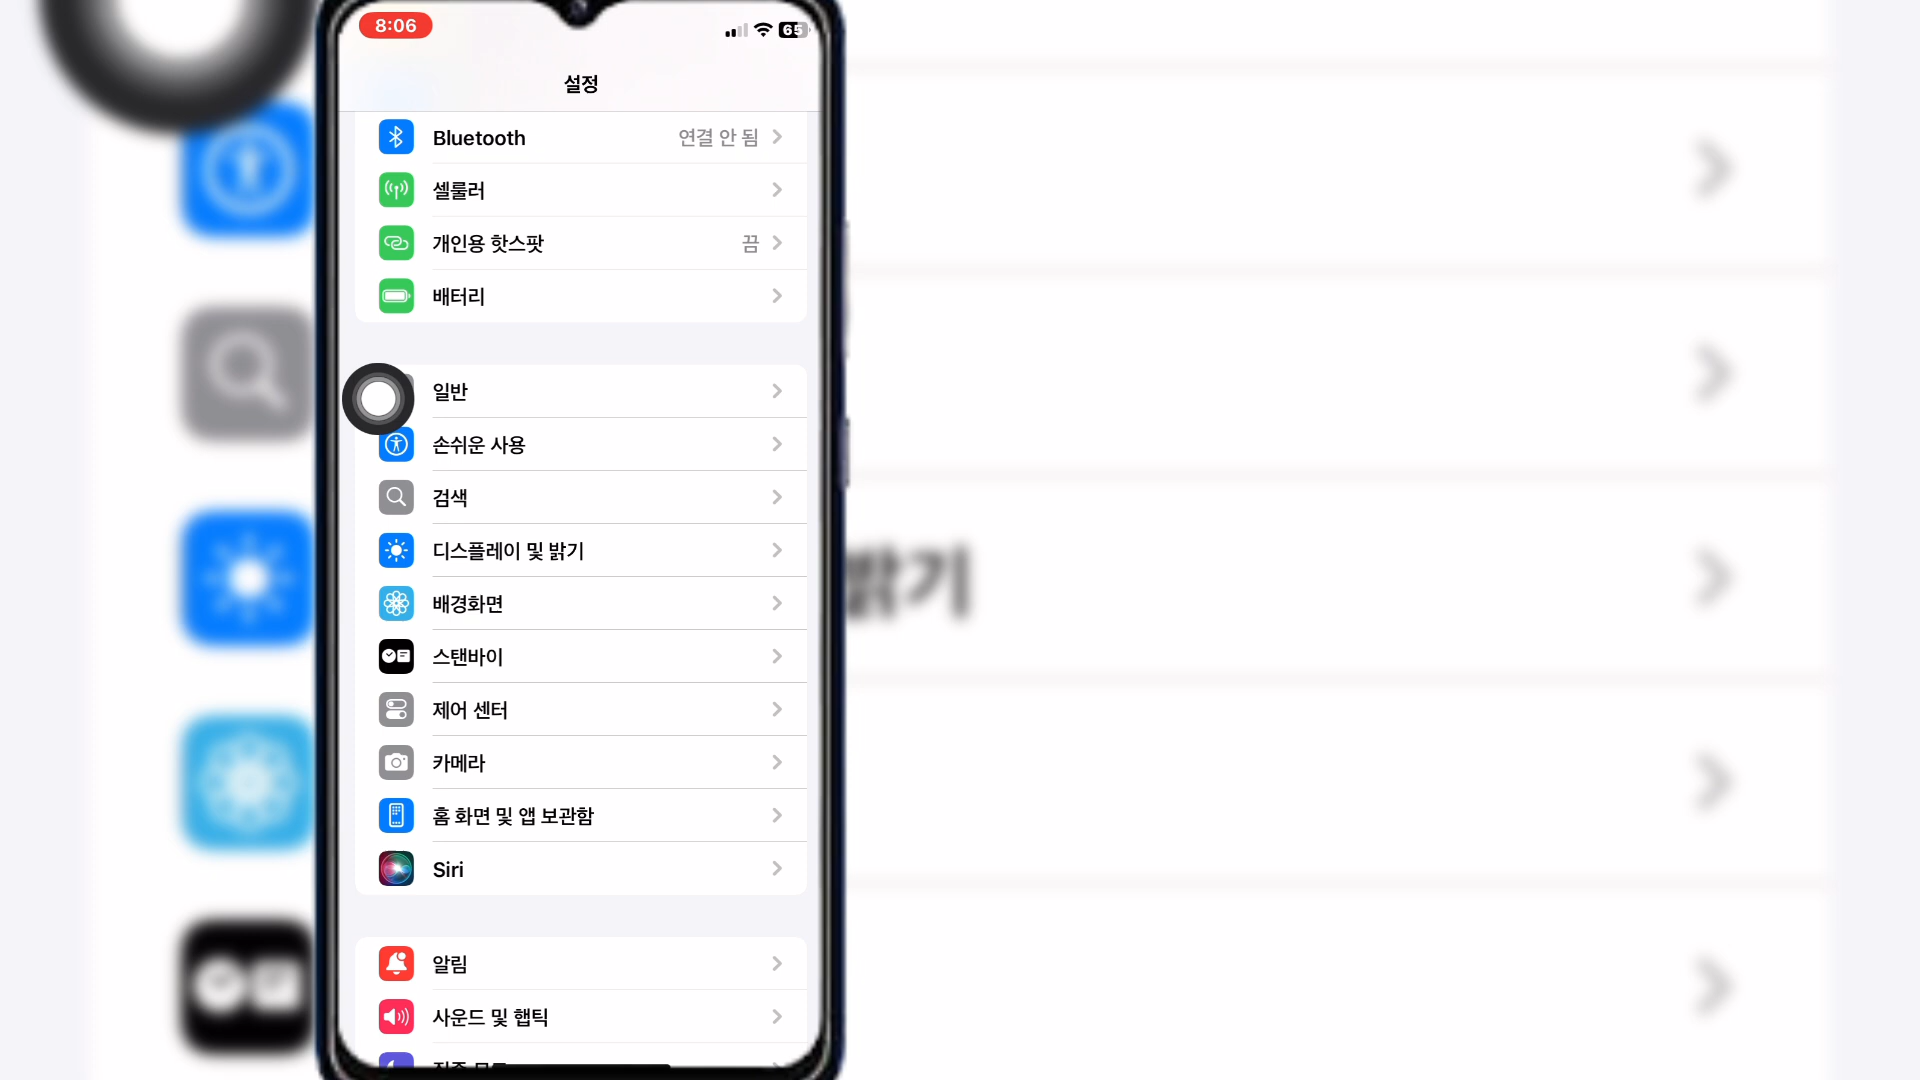 8:06
65
설정
Bluetooth 연결 안 됨
셀룰러
개인용 핫스팟 끔
배터리
일반
손쉬운 사용
검색
디스플레이 및 밝기
배경화면
스탠바이
제어 센터
카메라
홈 화면 및 앱 보관함
Siri
알림
사운드 및 햅틱
밝기